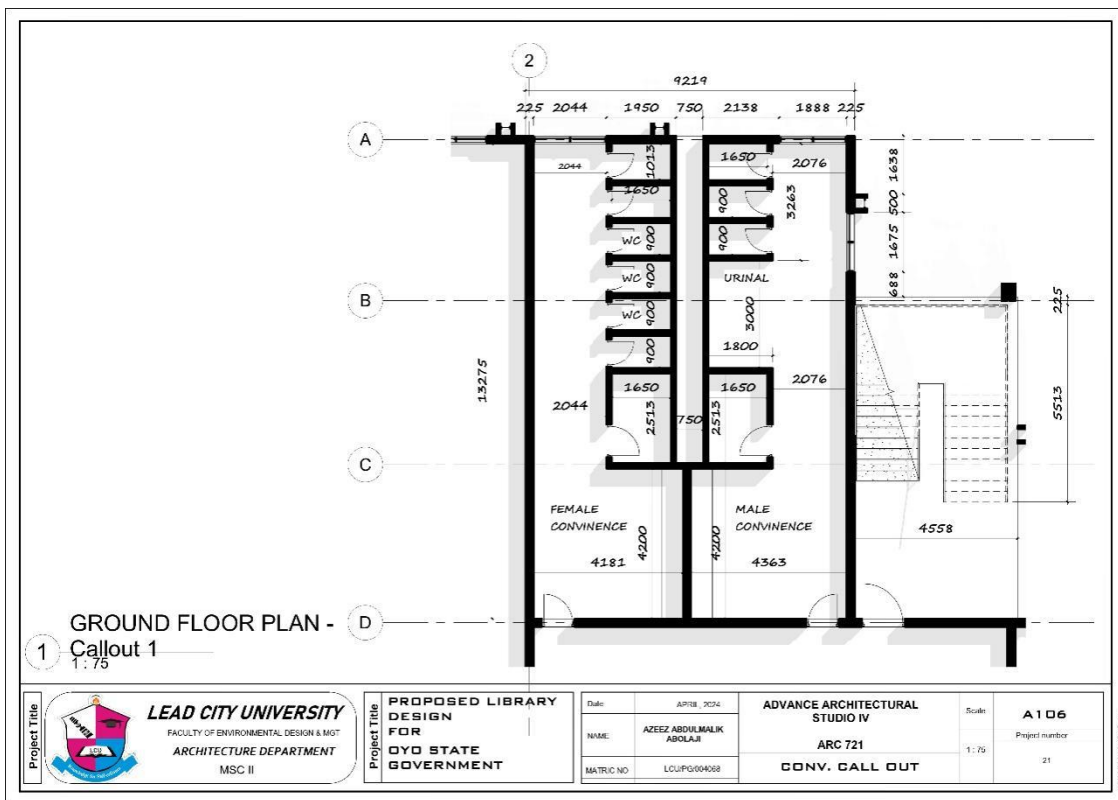 2
9219
225 2044 1950 750 2138 1888 225
A
2044
1013
1650
2076
1638
1650
900
3263
500
WC
900
900
1675
WC
900
URINAL
688
B
225
WC
900
3000
900
1800
13275
1650
1650
2076
2044
2513
750
2513
5513
C
FEMALE
CONVINENCE
MALE
CONVINENCE
4200
4200
4558
4181
4363
D
GROUND FLOOR PLAN -
Callout 1
1
1 : 75
Project Title
LEAD CITY UNIVERSITY
FACULTY OF ENVIRONMENTAL DESIGN & MGT
ARCHITECTURE DEPARTMENT
MSC II
LCU
Project Title
PROPOSED LIBRARY
DESIGN
FOR
OYO STATE
GOVERNMENT
Date
APRIL , 2024
NAME
AZEEZ ABDULMALIK
ABOLAJI
MATRIC NO
LCU/PG/004068
ADVANCE ARCHITECTURAL
STUDIO IV
ARC 721
CONV. CALL OUT
Scale
1 : 75
A106
Project number
21